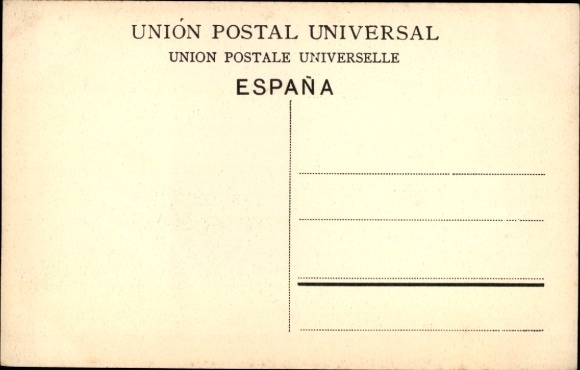 UNIÓN POSTAL UNIVERSAL
UNION POSTALE UNIVERSELLE
ESPAÑA